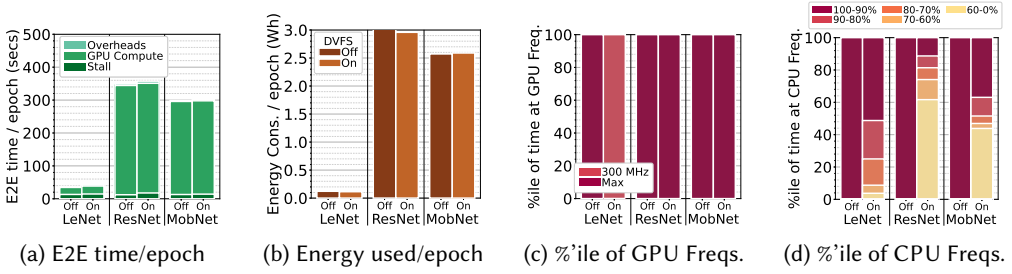 E2E time / epoch (secs)
500
400
300
200
100
0
Overheads
GPU Compute
Stall
Off On Off On Off On
LeNet ResNet MobNet
(a) E2E time/epoch
Energy Cons. / epoch (Wh)
3.0
2.5
2.0
1.5
1.0
0.5
0.0
DVFS
Off
On
Off On Off On Off On
LeNet ResNet MobNet
(b) Energy used/epoch
%ile of time at GPU Freq.
100
80
60
40
20
0
300 MHz
Max
Off On Off On Off On
LeNet ResNet MobNet
(c) %'ile of GPU Freqs.
100-90% 80-70% 60-0%
90-80% 70-60%
%ile of time at CPU Freq.
100
80
60
40
20
0
Off On Off On Off On
LeNet ResNet MobNet
(d) %'ile of CPU Freqs.